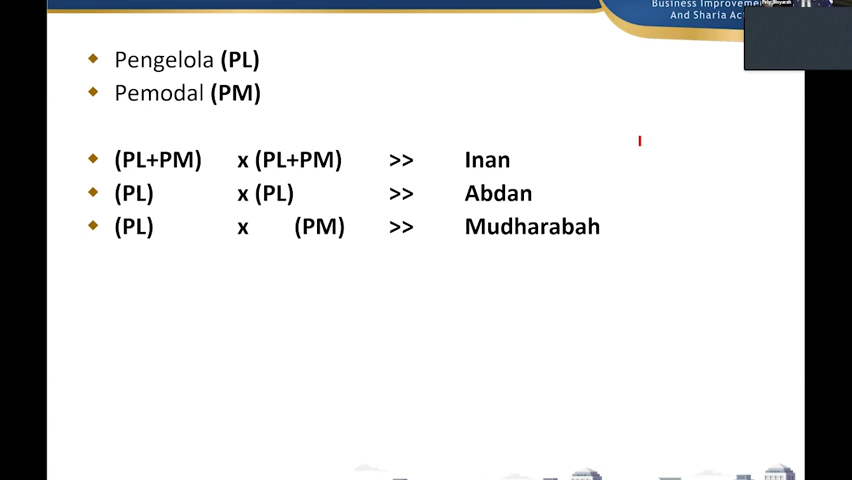 Business Improveme
And Sharia Ac
Pengelola (PL)
Pemodal (PM)
(PL+PM) x (PL+PM) >> Inan
(PL) x (PL) >> Abdan
(PL) x (PM) >> Mudharabah